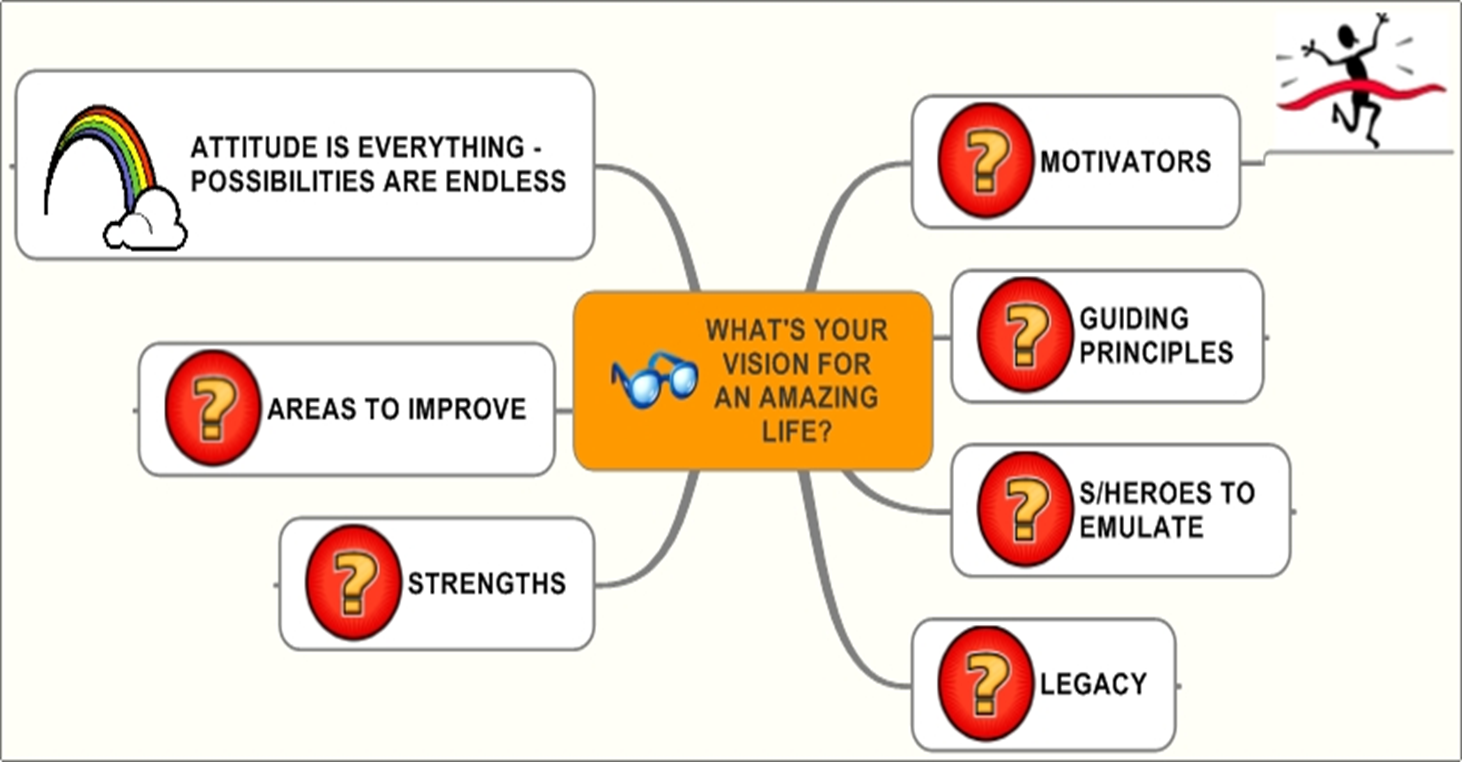 ATTITUDE IS EVERYTHING -
POSSIBILITIES ARE ENDLESS
AREAS TO IMPROVE
STRENGTHS
WHAT'S YOUR
VISION FOR
AN AMAZING
LIFE?
MOTIVATORS
GUIDING
PRINCIPLES
S/HEROES TO
EMULATE
LEGACY